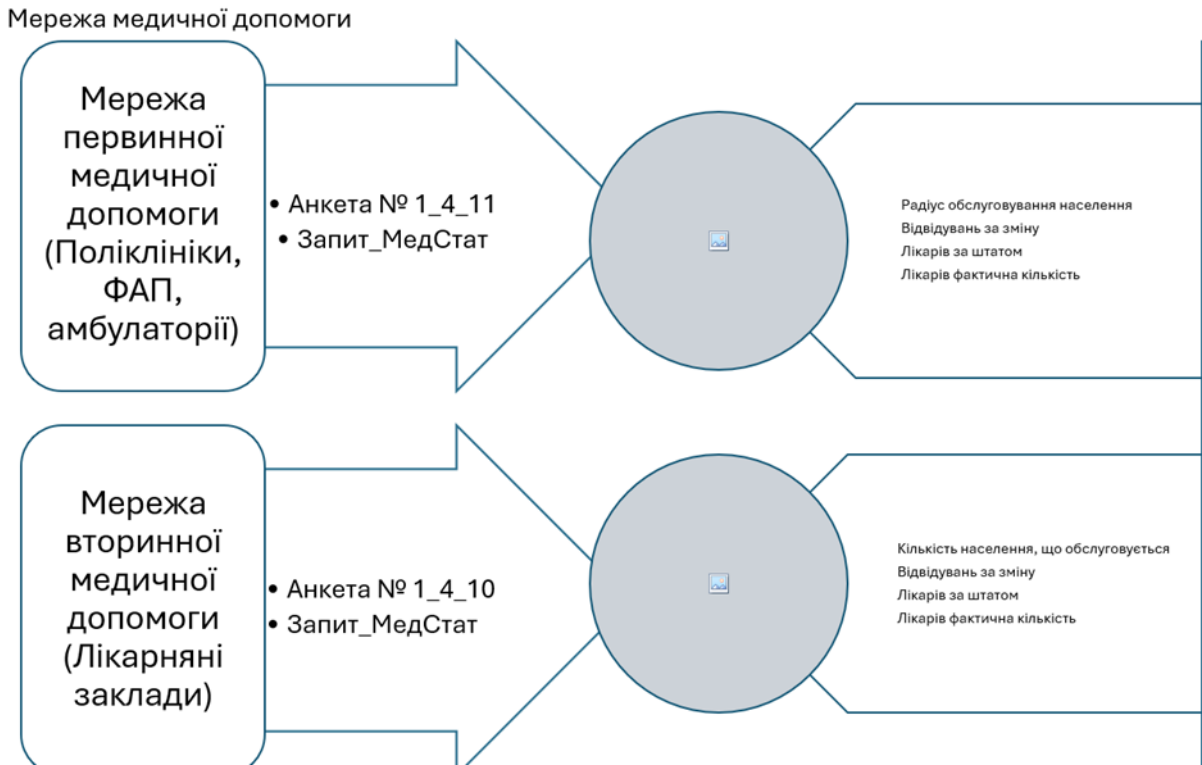 Мережа медичної допомоги
Мережа
первинної
медичної
допомоги
(Поліклініки,
ФАП,
амбулаторії)
• Анкета № 1_4_11
• Запит_МедСтат
Радіус обслуговування населення
Відвідувань за зміну
Лікарів за штатом
Лікарів фактична кількість
Мережа
вторинної
медичної
допомоги
(Лікарняні
заклади)
• Анкета № 1_4_10
• Запит_МедСтат
Кількість населення, що обслуговується
Відвідувань за зміну
Лікарів за штатом
Лікарів фактична кількість